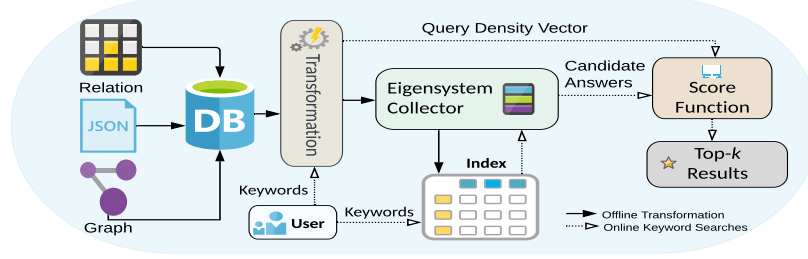 Query Density Vector
Relation
JSON
DB
Transformation
Eigensystem
Collector
Candidate
Answers
Score
Function
Top-k
Results
Index
Keywords
Keywords
User
Graph
Offline Transformation
Online Keyword Searches